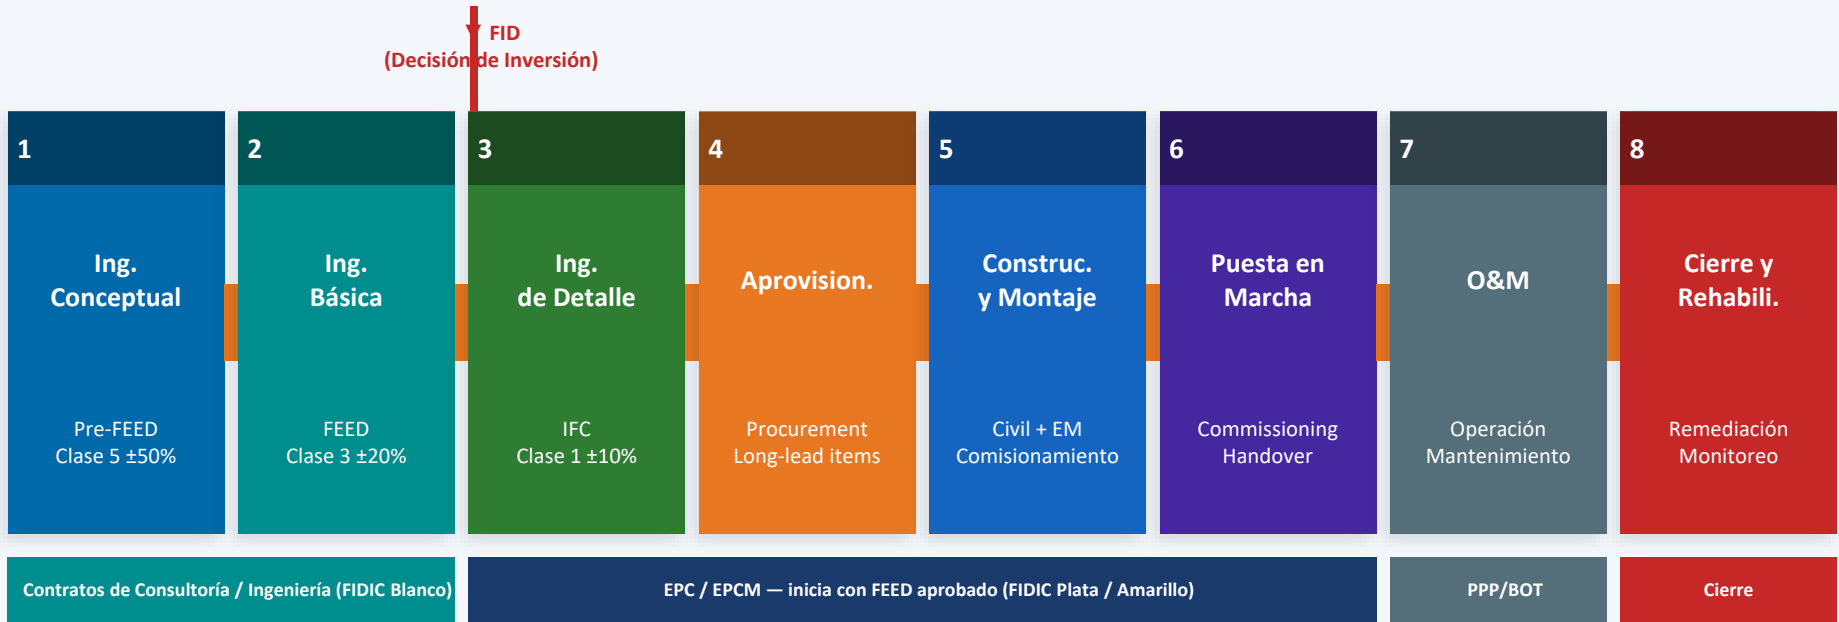 FID
(Decisión de Inversión)
1
2
3
4
5
6
7
8
Ing.
Conceptual
Ing.
Básica
Ing.
de Detalle
Aprovision.
Construc.
y Montaje
Puesta en
Marcha
O&M
Cierre y
Rehabili.
Pre-FEED
Clase 5 ±50%
FEED
Clase 3 ±20%
IFC
Clase 1 ±10%
Procurement
Long-lead items
Civil + EM
Comisionamiento
Commissioning
Handover
Operación
Mantenimiento
Remediación
Monitoreo
Contratos de Consultoría / Ingeniería (FIDIC Blanco)
EPC / EPCM — inicia con FEED aprobado (FIDIC Plata / Amarillo)
PPP/BOT
Cierre